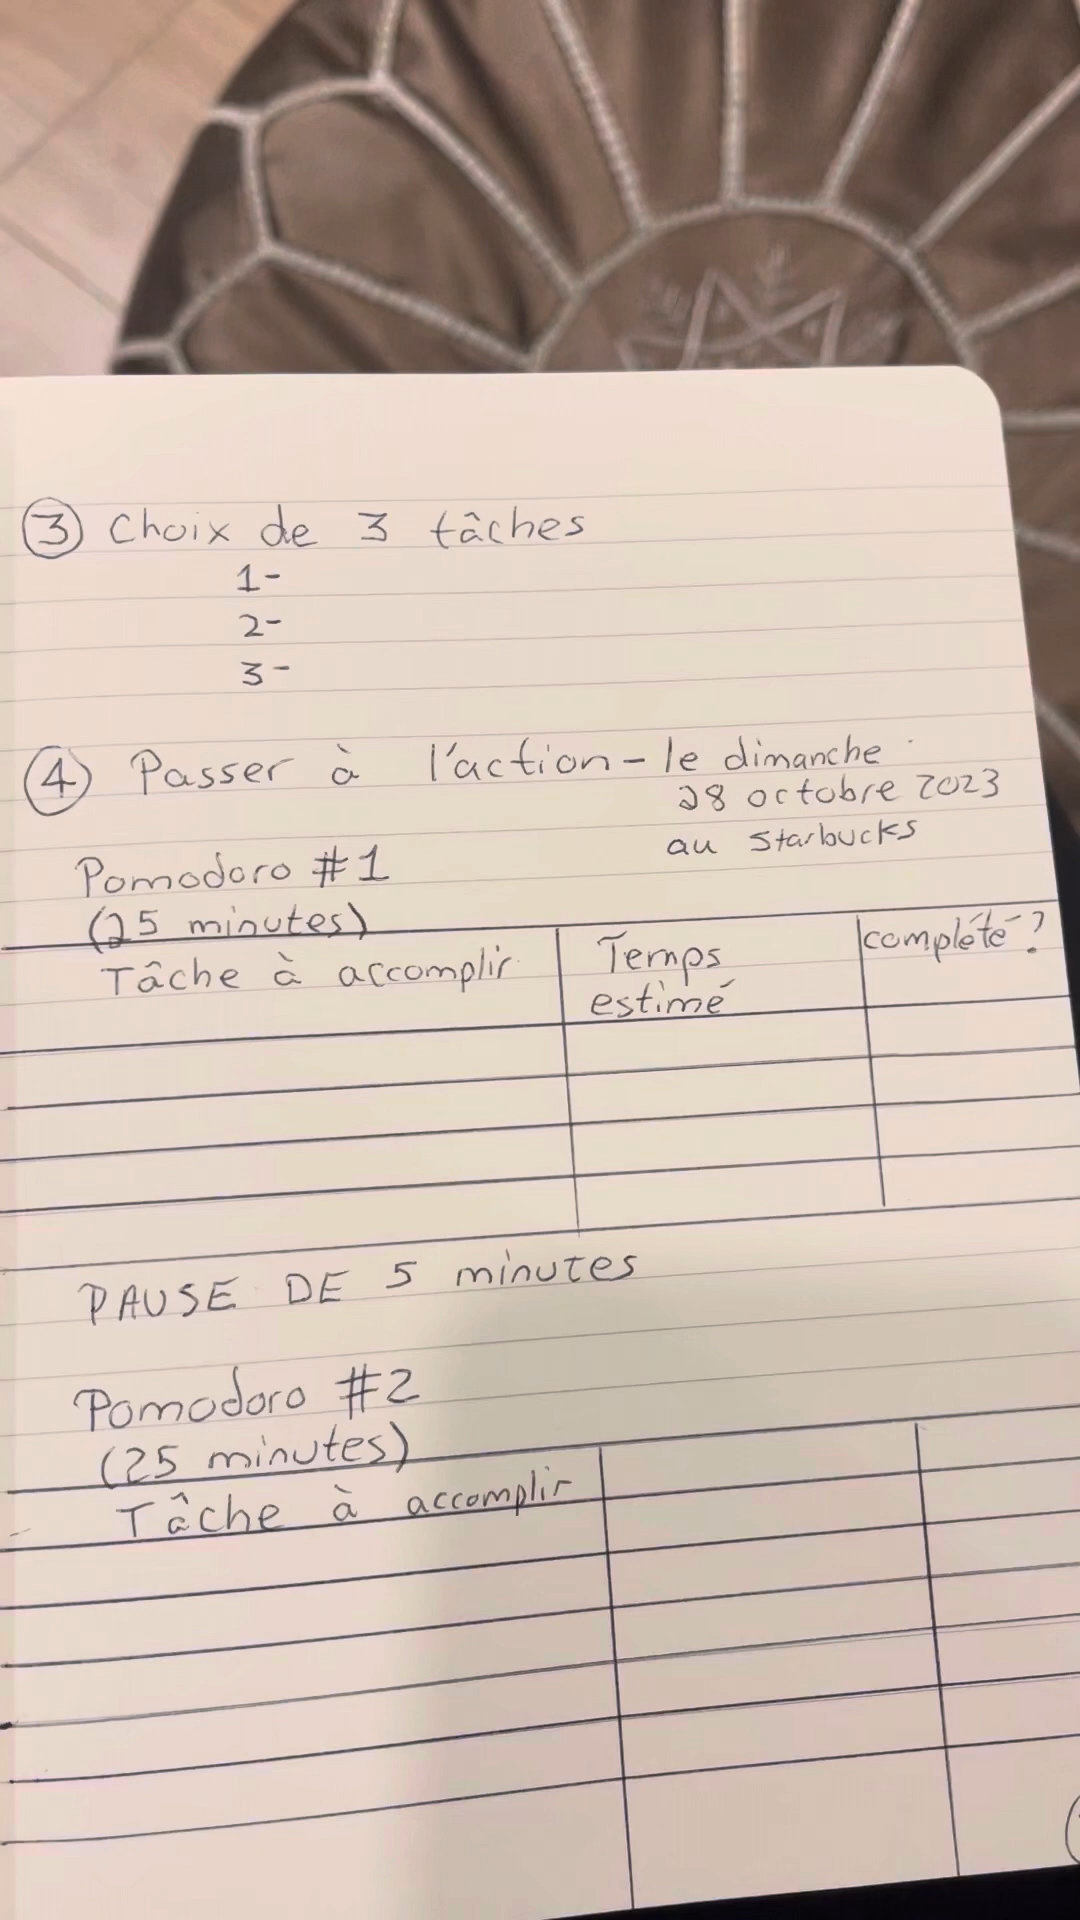 ③ Choix de 3 tâches
1-
2-
3-
④ Passer à l'action - le dimanche
28 octobre 2023
au Starbucks
Pomodoro #1
(25 minutes)
Tâche à accomplir Temps estimé complété?
PAUSE DE 5 minutes
Pomodoro #2
(25 minutes)
Tâche à accomplir